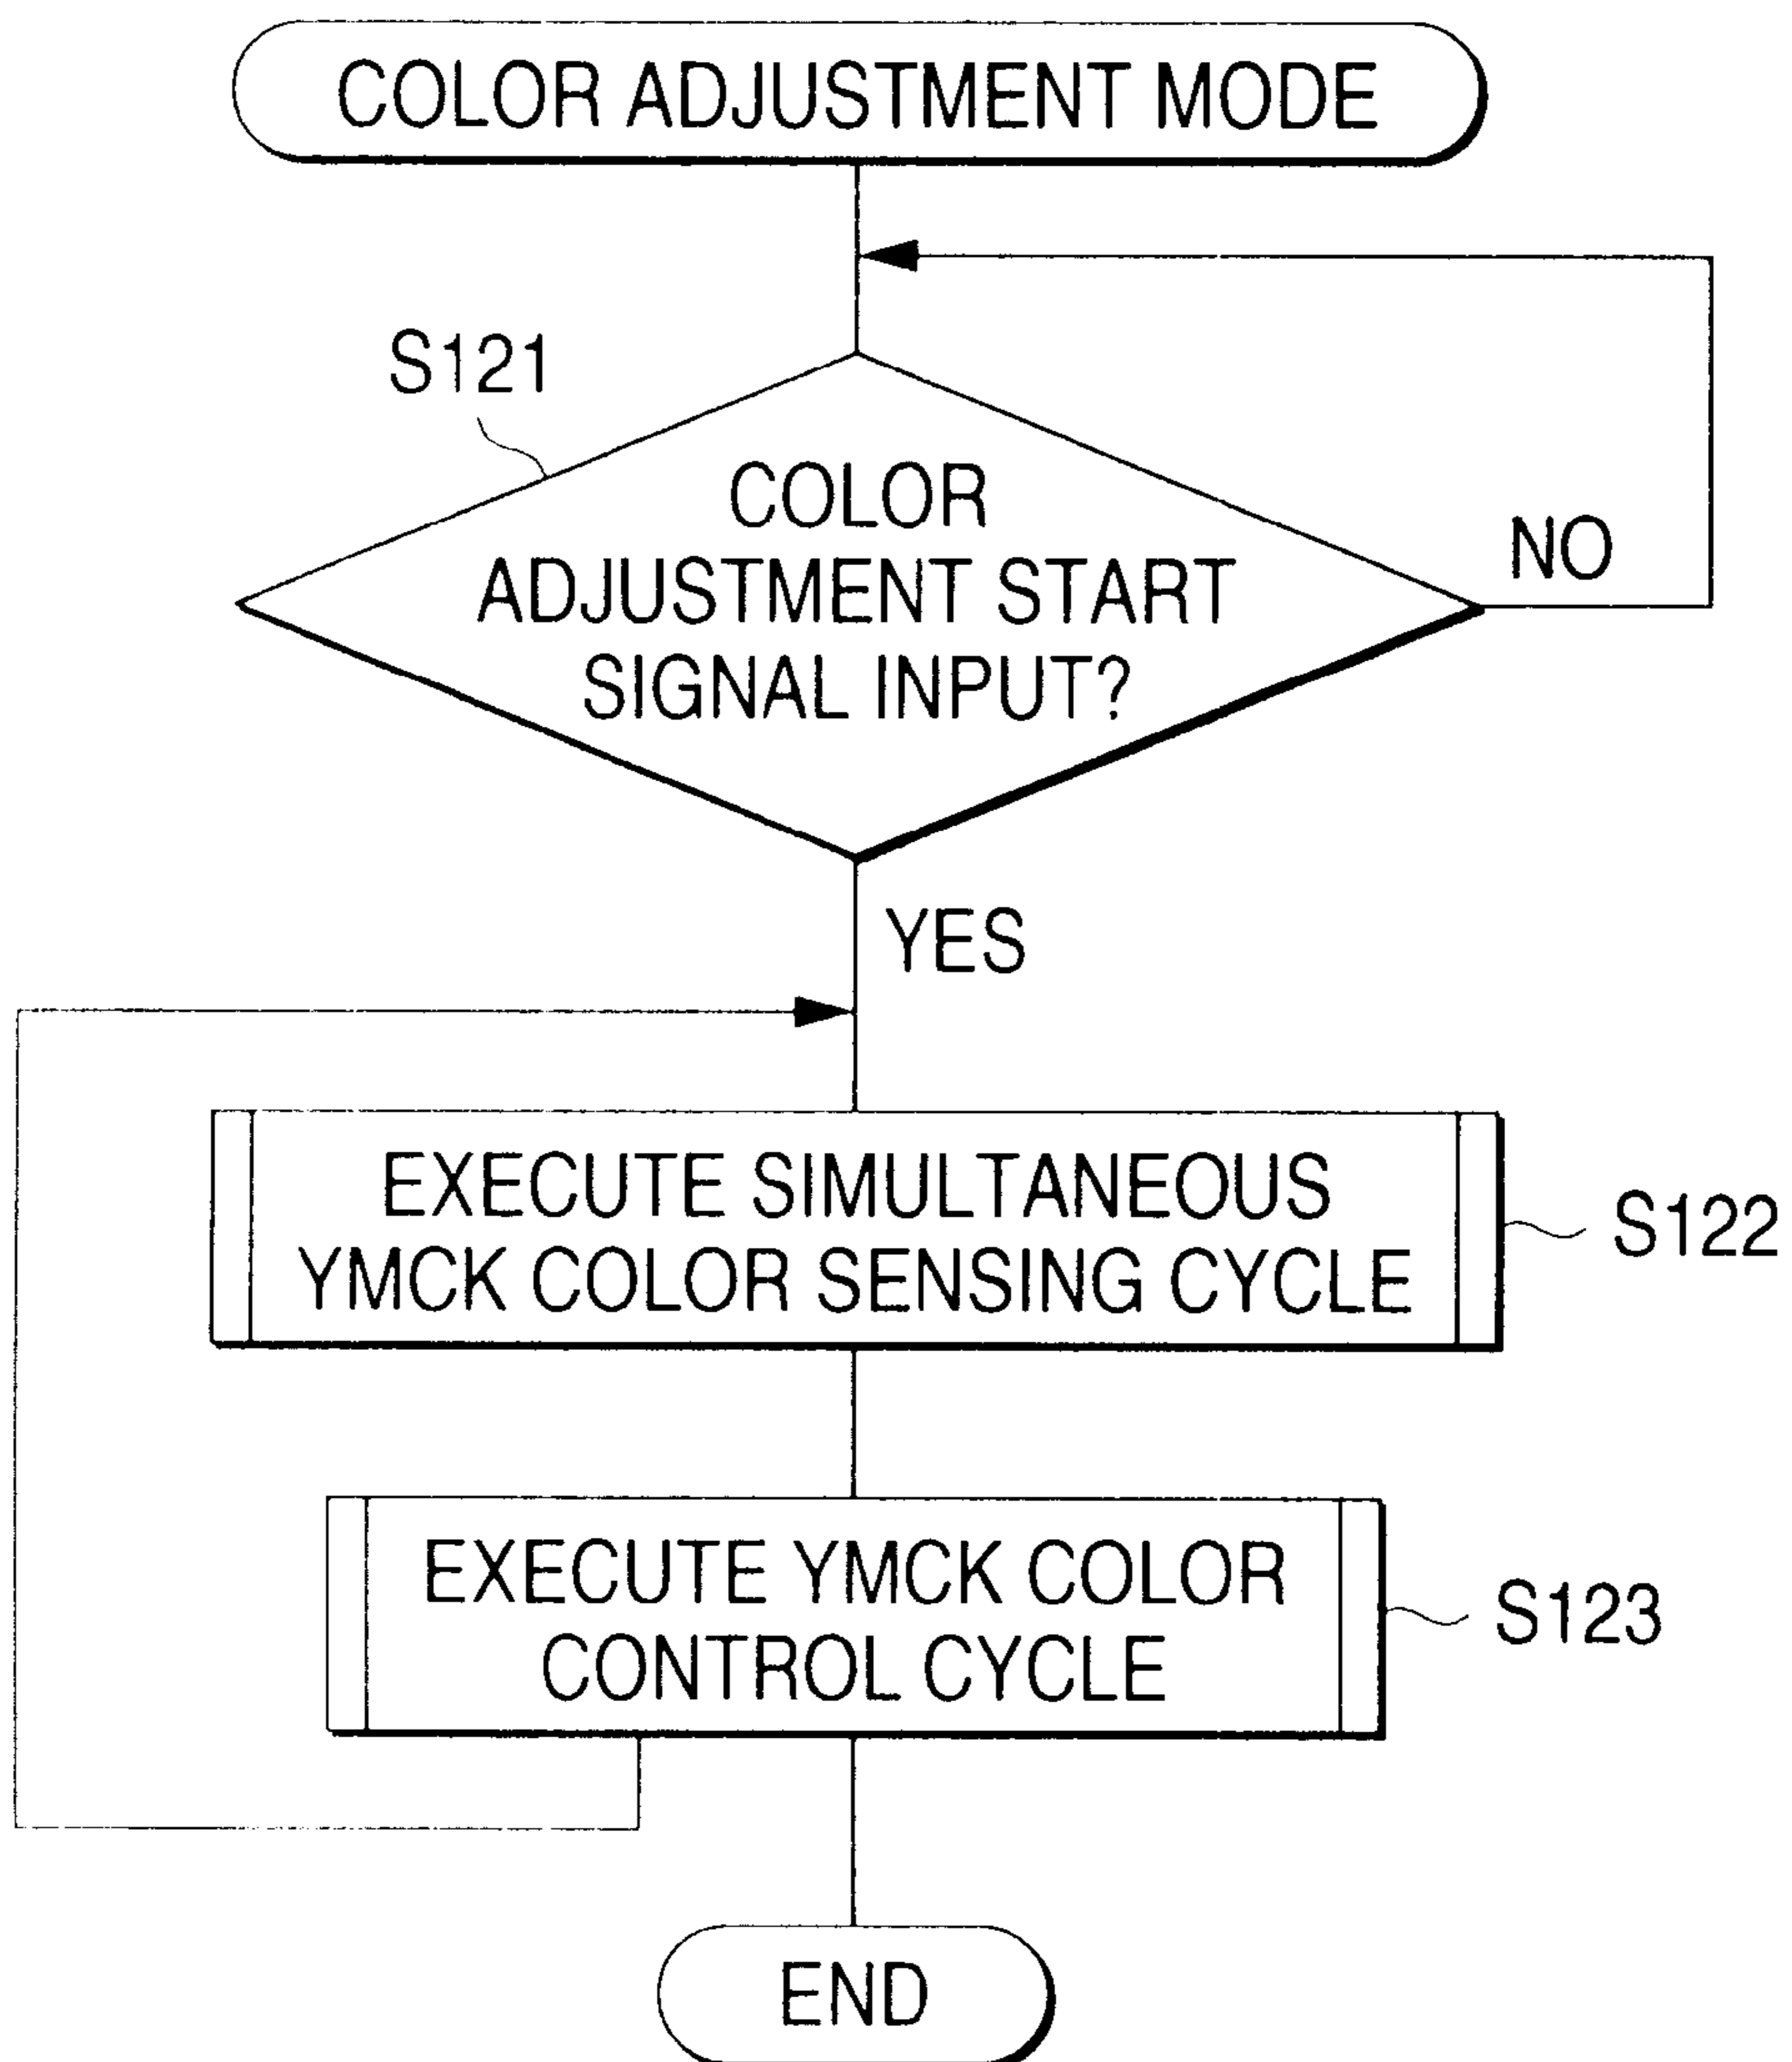 COLOR ADJUSTMENT MODE
S121
COLOR
ADJUSTMENT START
SIGNAL INPUT?
NO
YES
EXECUTE SIMULTANEOUS
YMCK COLOR SENSING CYCLE
S122
EXECUTE YMCK COLOR
CONTROL CYCLE
S123
END